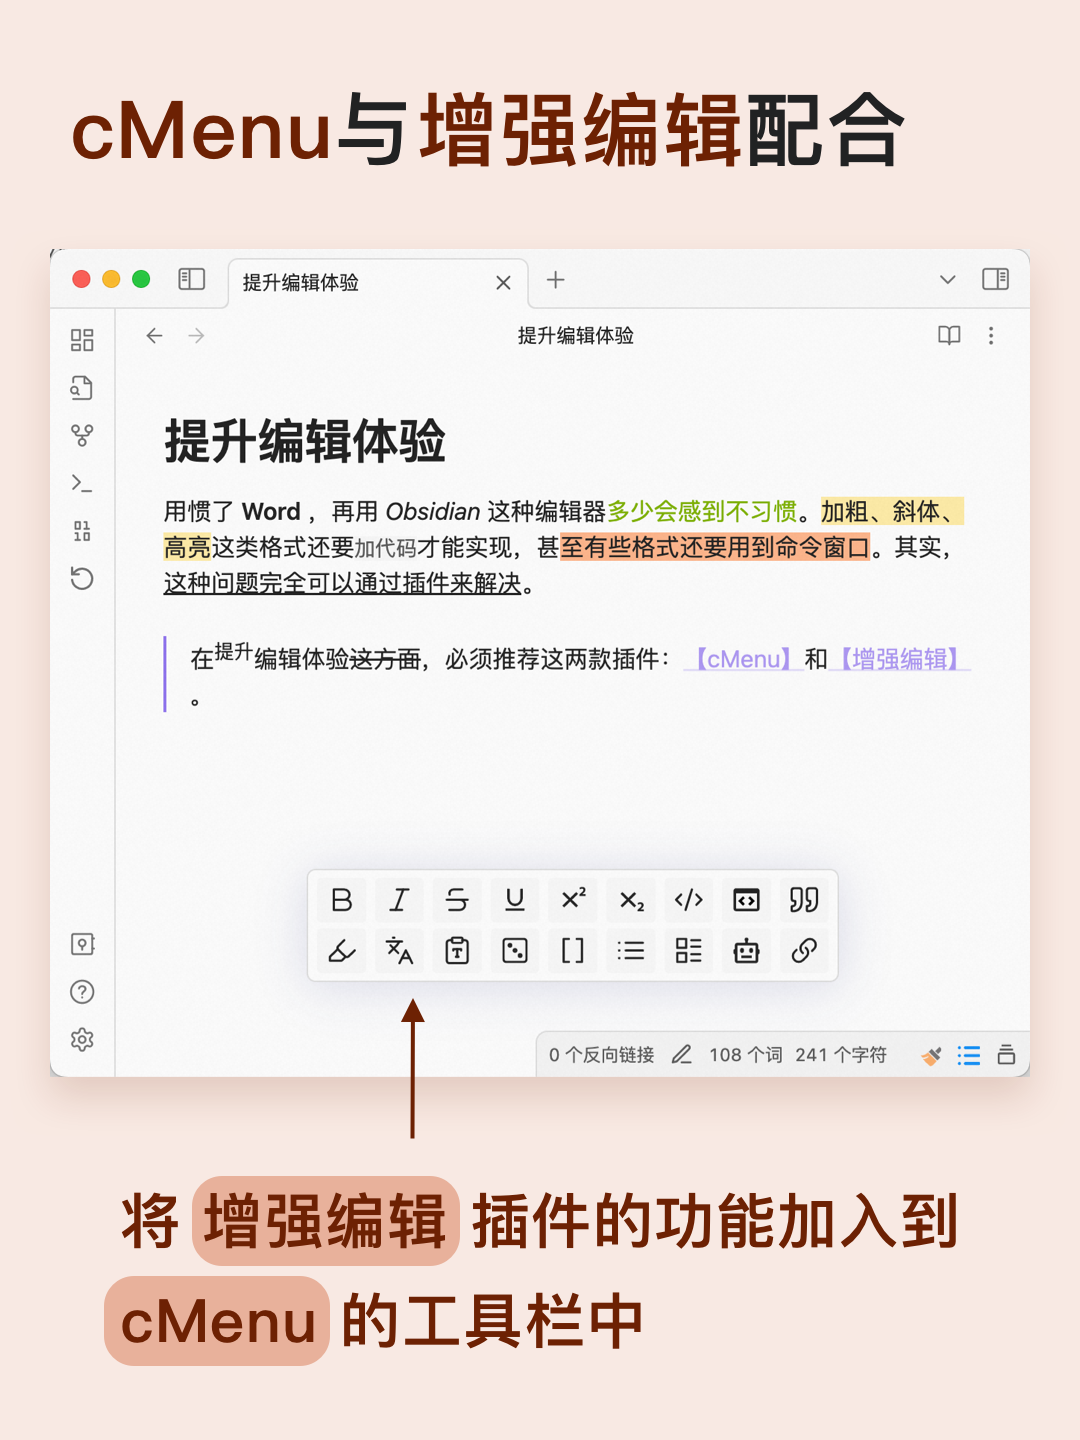 cMenu与增强编辑配合
提升编辑体验
提升编辑体验
提升编辑体验
用惯了 Word ，再用 Obsidian 这种编辑器多少会感到不习惯。加粗、斜体、
高亮这类格式还要加代码才能实现，甚至有些格式还要用到命令窗口。其实，
这种问题完全可以通过插件来解决。
在提升编辑体验这方面，必须推荐这两款插件：【cMenu】和【增强编辑】
。
0 个反向链接 108 个词 241 个字符
将 增强编辑 插件的功能加入到
cMenu 的工具栏中